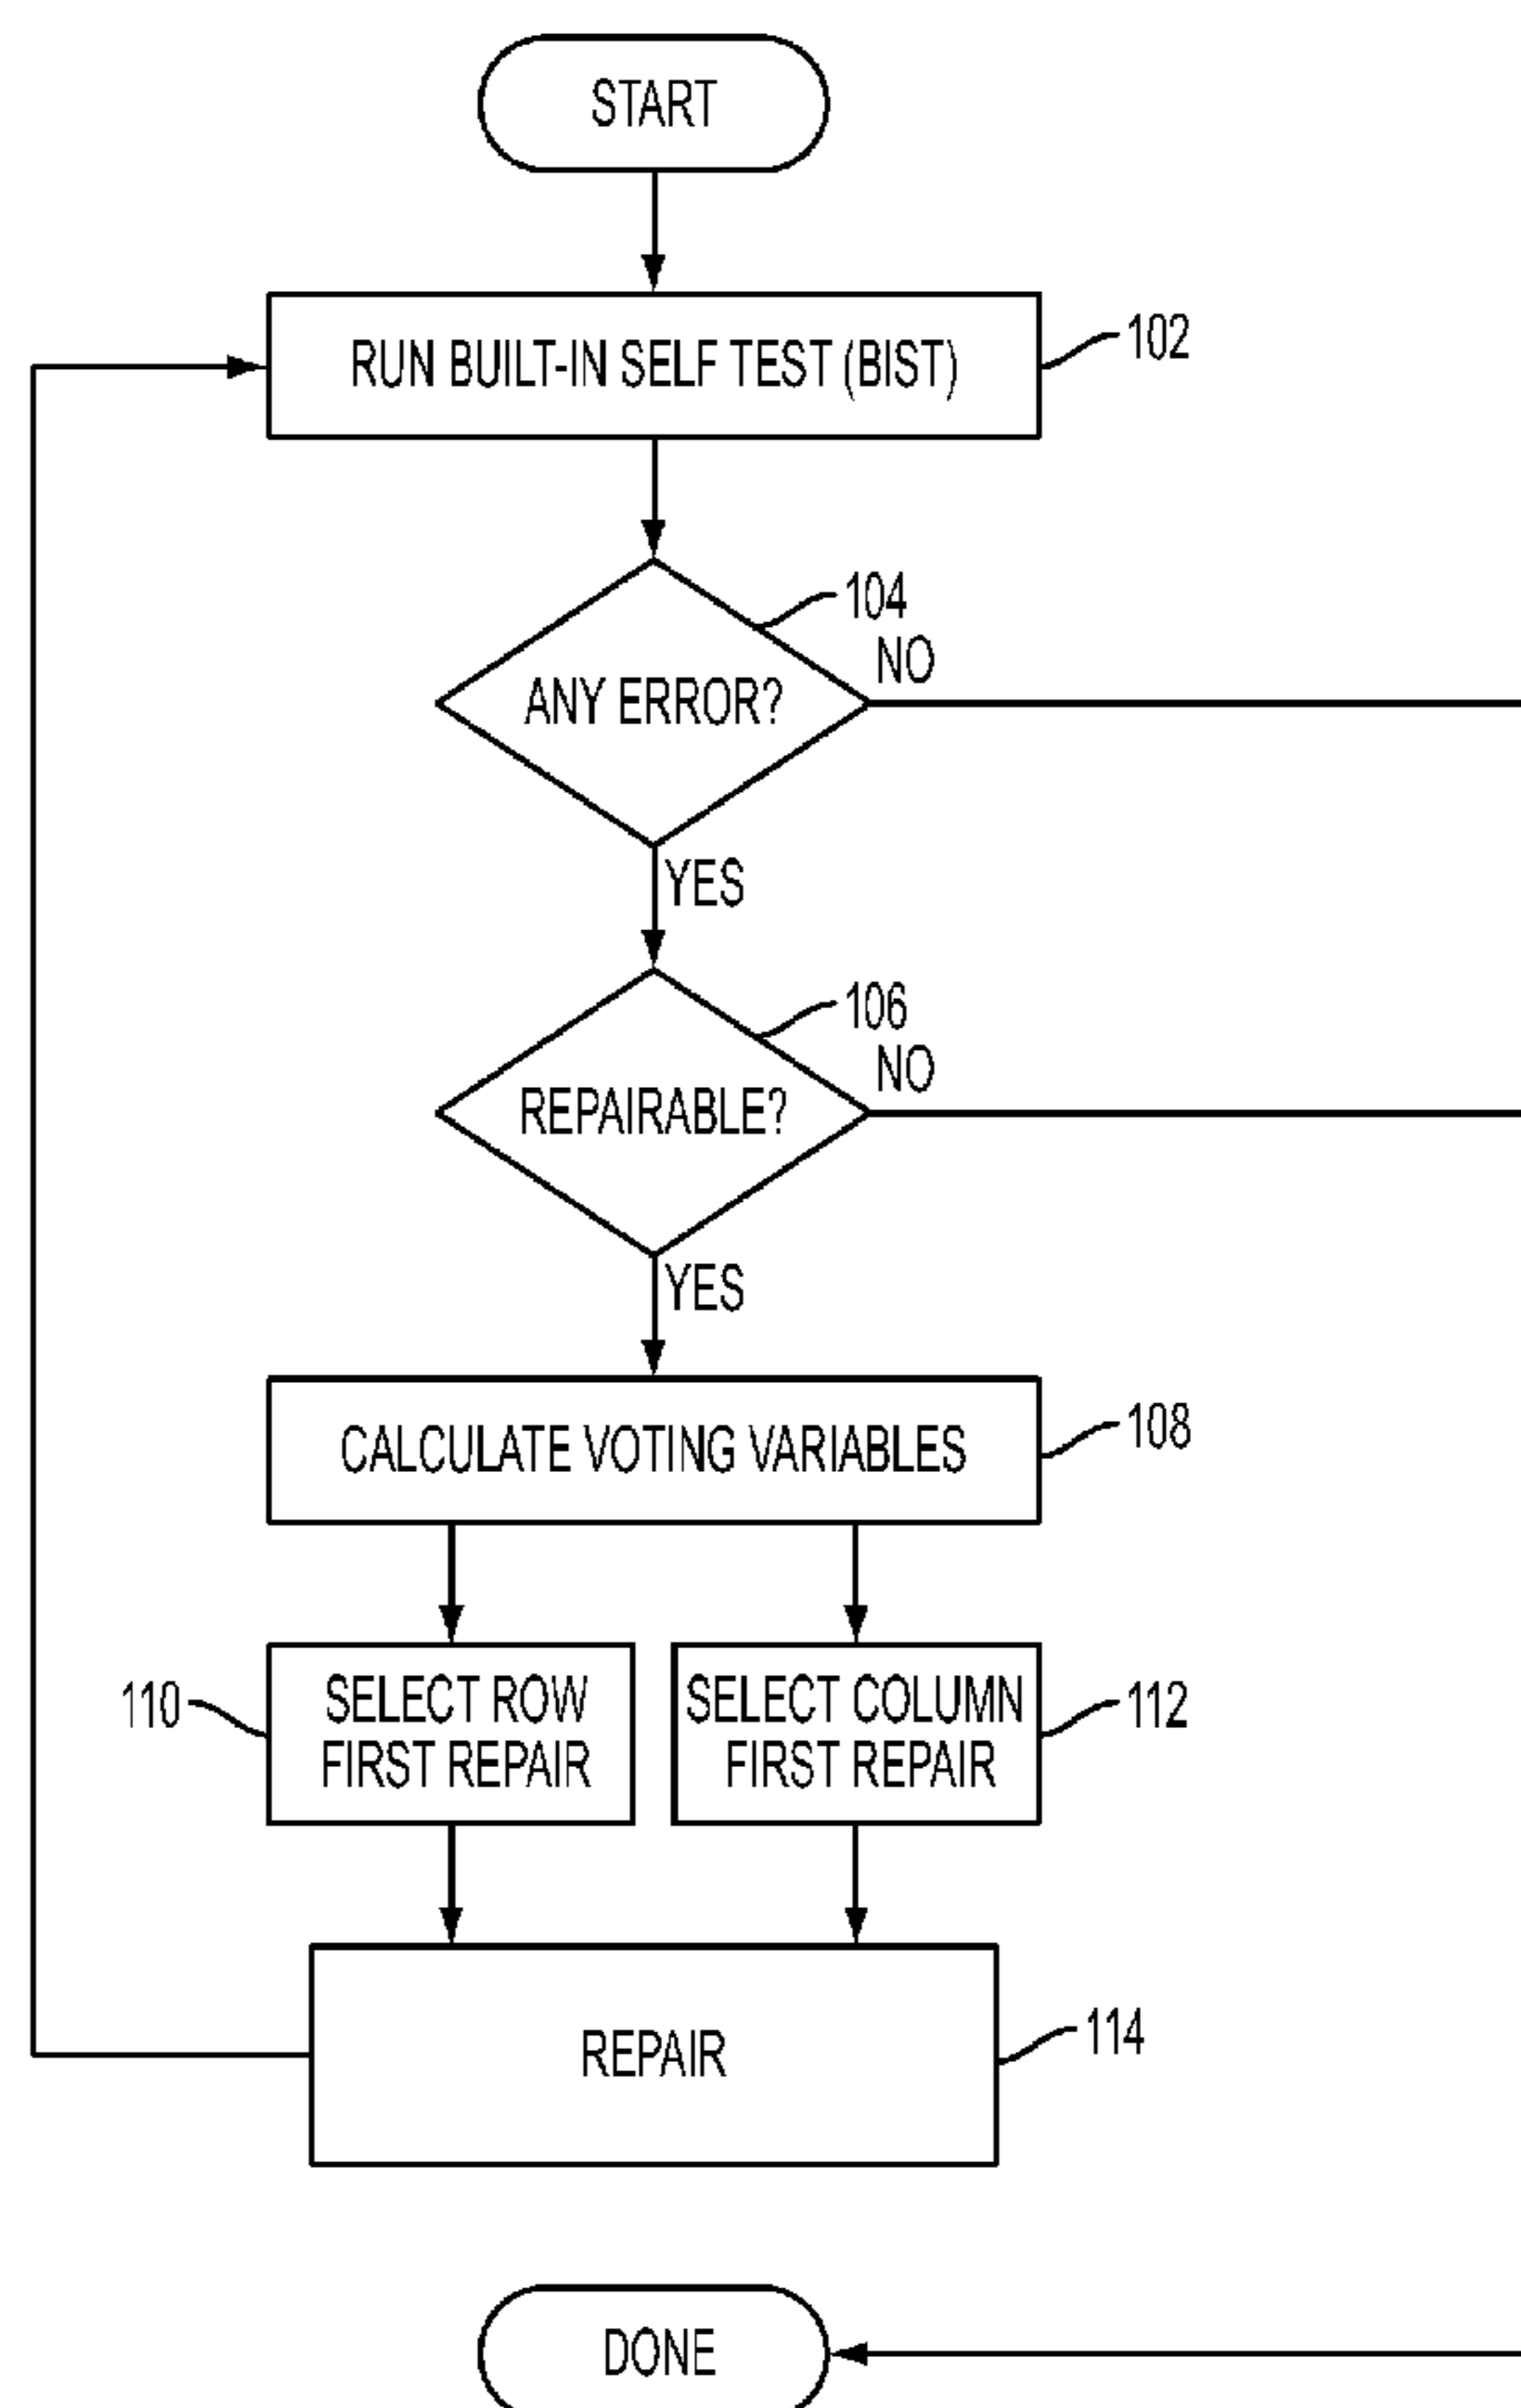 START
RUN BUILT-IN SELF TEST (BIST)
102
104
NO
ANY ERROR?
YES
106
NO
REPAIRABLE?
YES
CALCULATE VOTING VARIABLES
108
110
SELECT ROW
FIRST REPAIR
SELECT COLUMN
FIRST REPAIR
112
REPAIR
114
DONE